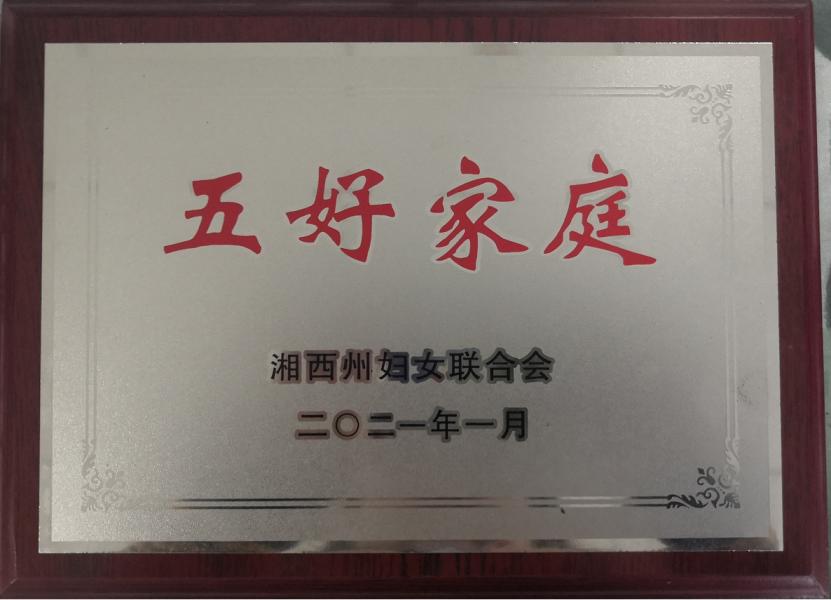 五好家庭
湘西州妇女联合会
二〇二一年一月